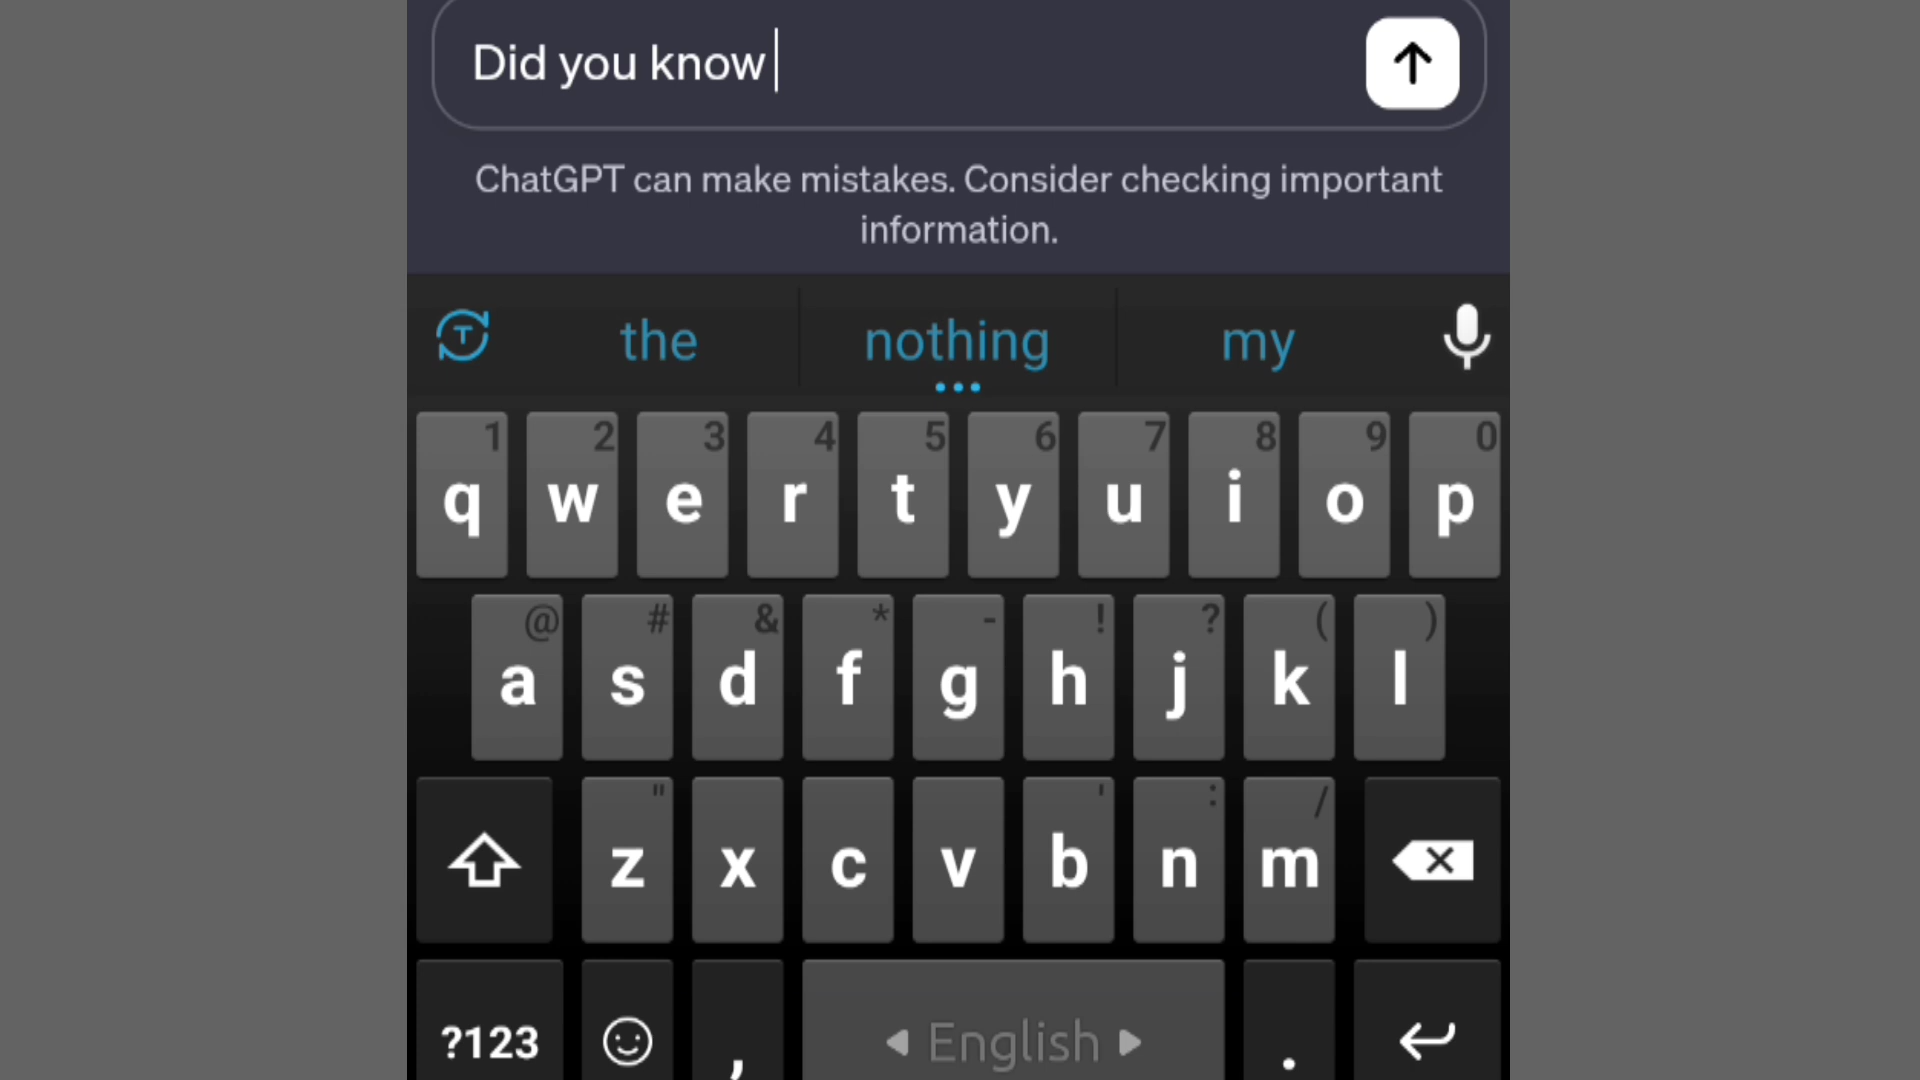 Did you know
ChatGPT can make mistakes. Consider checking important
information.
T the nothing my
1 2 3 4 5 6 7 8 9 0
q w e r t y u i o p
@ # & * - ! ? ( )
a s d f g h j k l
" ' : /
z x c v b n m
?123 , English .